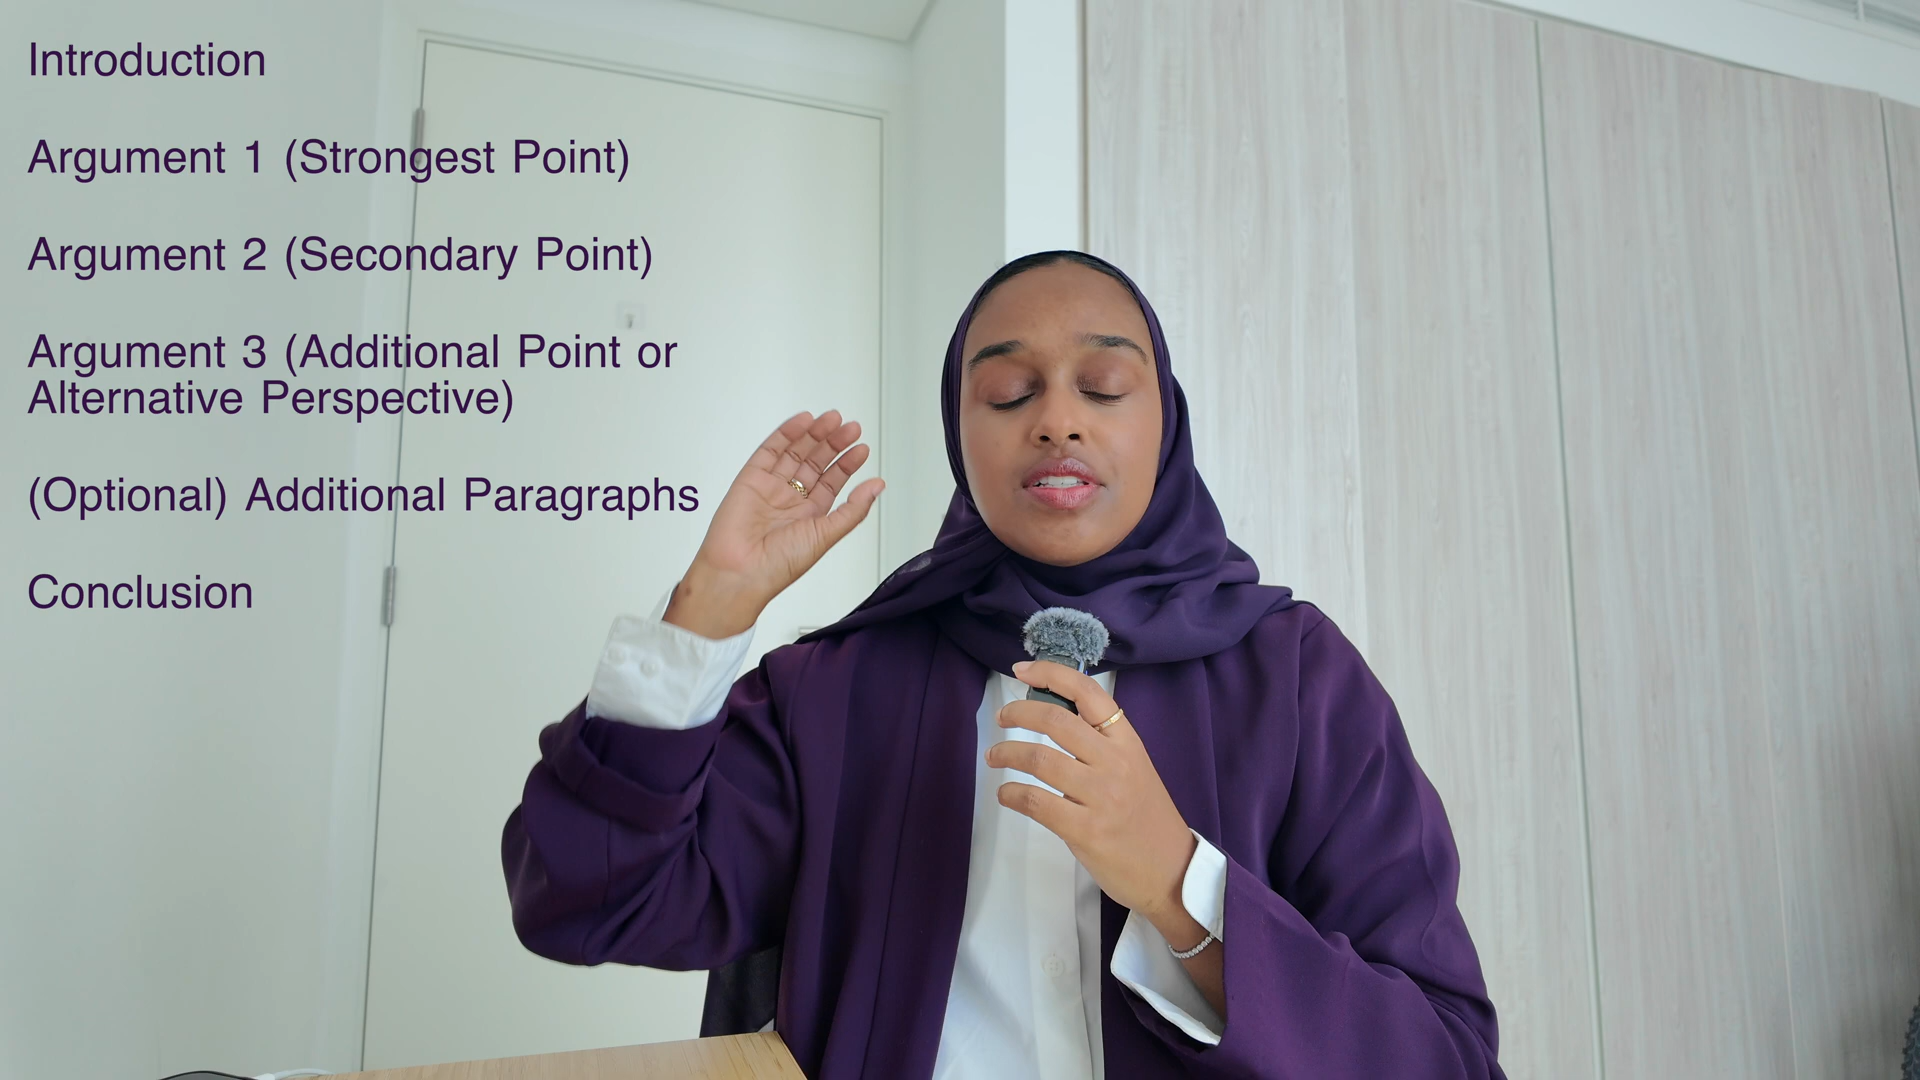 Introduction
Argument 1 (Strongest Point)
Argument 2 (Secondary Point)
Argument 3 (Additional Point or
Alternative Perspective)
(Optional) Additional Paragraphs
Conclusion